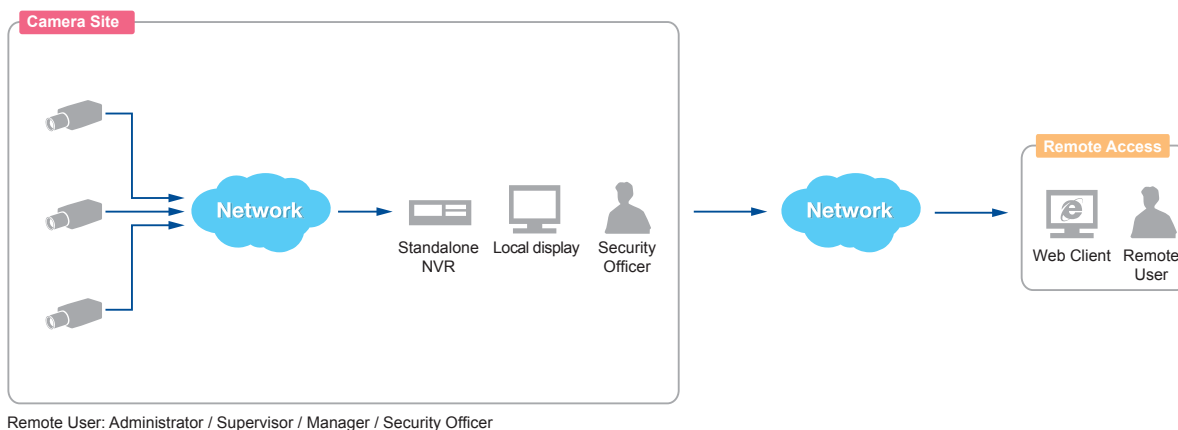 Camera Site
Remote Access
Network
Network
Standalone
NVR
Local display
Security
Officer
Web Client
Remote
User
Remote User: Administrator / Supervisor / Manager / Security Officer